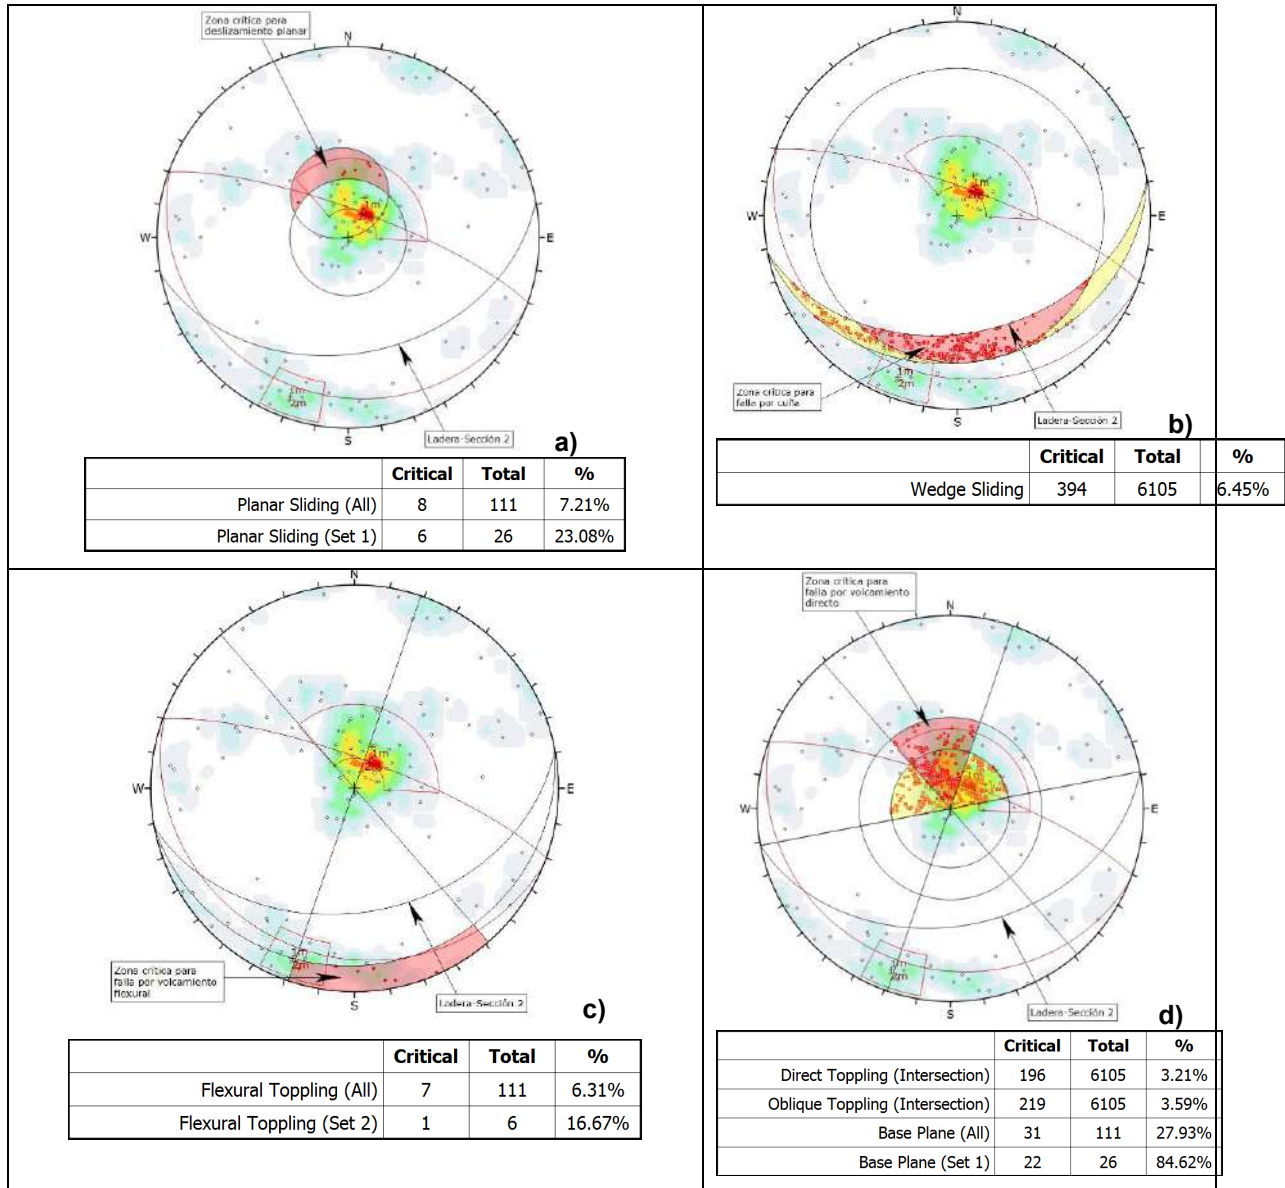 Zona crítica para
deslizamiento planar
N
W
E
S
1m
1m
2m
Ladera-Sección 2
a)
Critical Total %
Planar Sliding (All) 8 111 7.21%
Planar Sliding (Set 1) 6 26 23.08%
N
W
E
S
1m
1m
2m
Zona crítica para
falla por cuña
Ladera-Sección 2
b)
Critical Total %
Wedge Sliding 394 6105 6.45%
N
W
E
S
1m
2m
Zona crítica para
falla por volcamiento
flexural
Ladera-Sección 2
c)
Critical Total %
Flexural Toppling (All) 7 111 6.31%
Flexural Toppling (Set 2) 1 6 16.67%
Zona crítica para
falla por volcamiento
directo
N
W
E
S
2m
Ladera-Sección 2
d)
Critical Total %
Direct Toppling (Intersection) 196 6105 3.21%
Oblique Toppling (Intersection) 219 6105 3.59%
Base Plane (All) 31 111 27.93%
Base Plane (Set 1) 22 26 84.62%